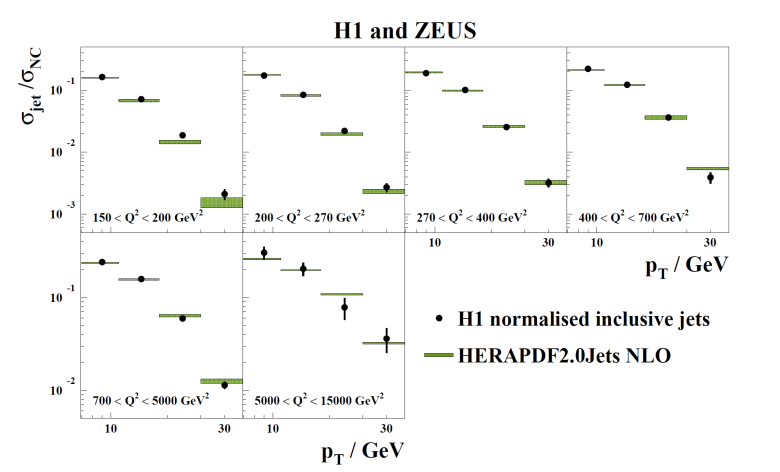 H1 and ZEUS
σjet /σNC
10⁻¹
10⁻²
10⁻³
150 < Q² < 200 GeV²
200 < Q² < 270 GeV²
270 < Q² < 400 GeV²
400 < Q² < 700 GeV²
10 30
10 30
pT / GeV
10⁻¹
10⁻²
700 < Q² < 5000 GeV²
5000 < Q² < 15000 GeV²
10 30
10 30
pT / GeV
H1 normalised inclusive jets
HERAPDF2.0Jets NLO